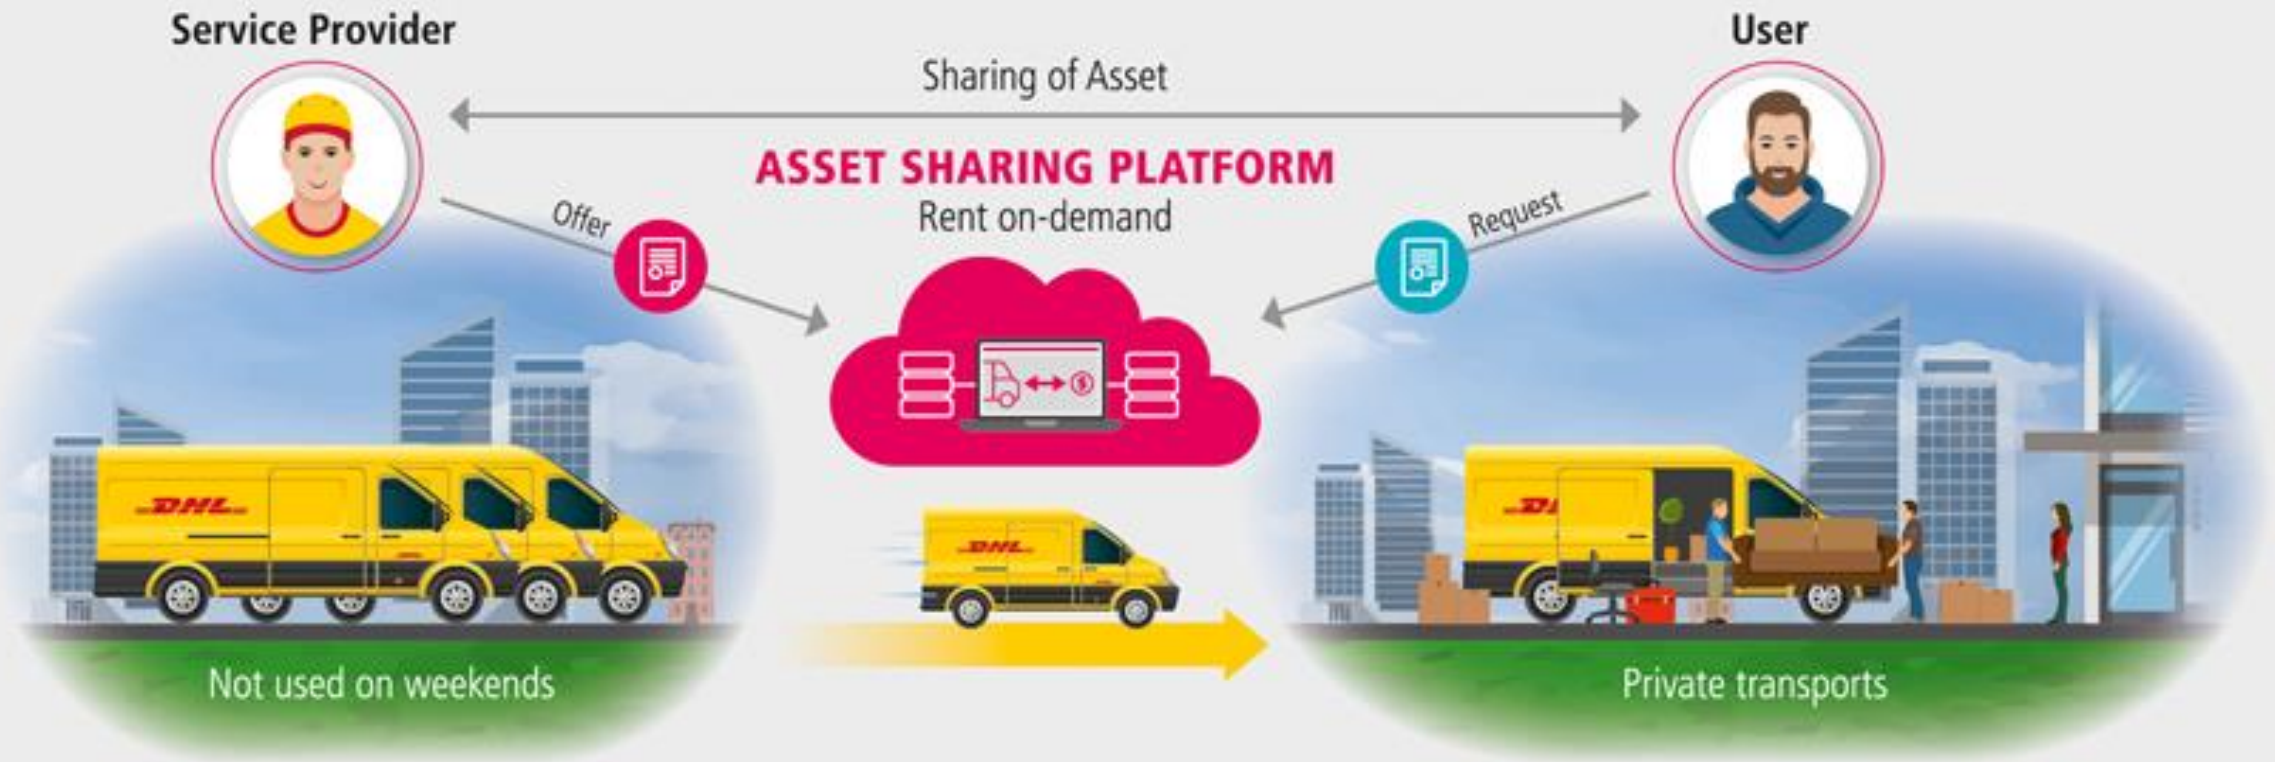 Service Provider
User
Sharing of Asset
ASSET SHARING PLATFORM
Rent on-demand
Offer
Request
DHL
DHL
D
Not used on weekends
Private transports